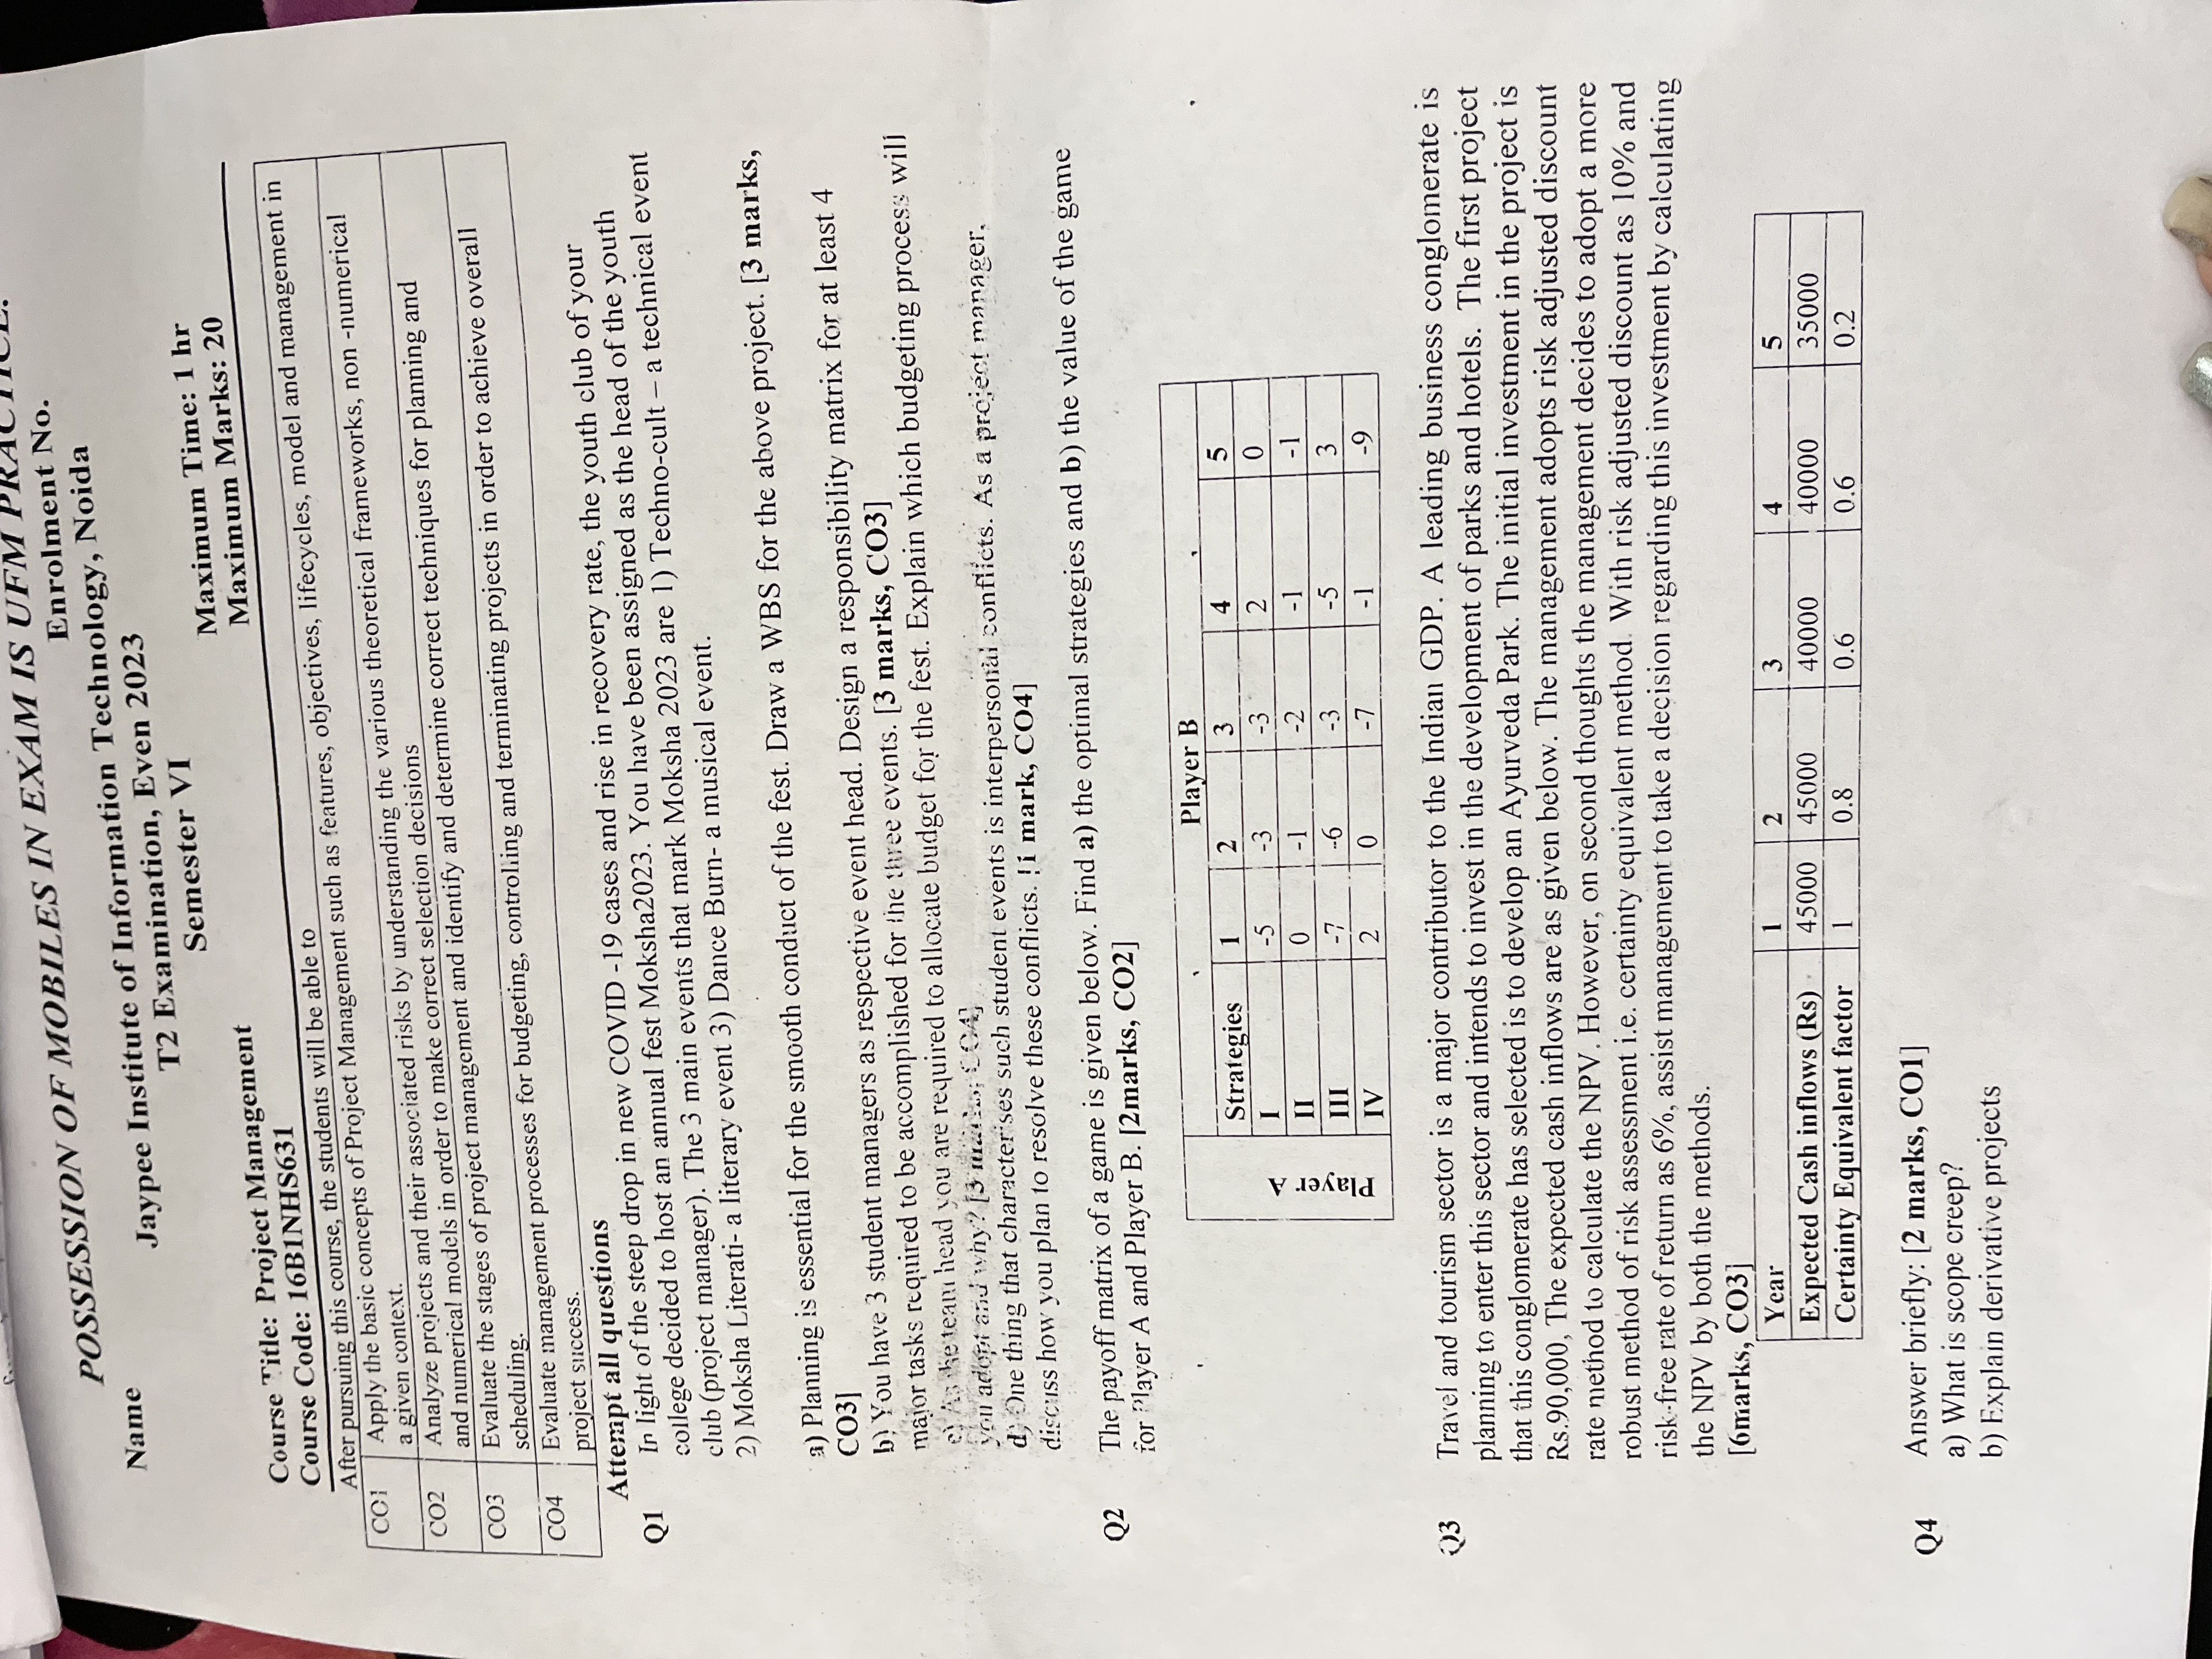 POSSESSION OF MOBILES IN EXAM IS UFM PRACTICE.
Enrolment No.
Name
Jaypee Institute of Information Technology, Noida
T2 Examination, Even 2023
Semester VI
Maximum Time: 1 hr
Maximum Marks: 20
Course Title: Project Management
Course Code: 16B1NHS631
After pursuing this course, the students will be able to
CO1 Apply the basic concepts of Project Management such as features, objectives, lifecycles, model and management in
a given context.
CO2 Analyze projects and their associated risks by understanding the various theoretical frameworks, non -numerical
and numerical models in order to make correct selection decisions
CO3 Evaluate the stages of project management and identify and determine correct techniques for planning and
scheduling.
CO4 Evaluate management processes for budgeting, controlling and terminating projects in order to achieve overall
project success.
Attempt all questions
Q1 In light of the steep drop in new COVID -19 cases and rise in recovery rate, the youth club of your
college decided to host an annual fest Moksha2023. You have been assigned as the head of the youth
club (project manager). The 3 main events that mark Moksha 2023 are 1) Techno-cult – a technical event
2) Moksha Literati- a literary event 3) Dance Burn- a musical event.
a) Planning is essential for the smooth conduct of the fest. Draw a WBS for the above project. [3 marks,
CO3]
b) You have 3 student managers as respective event head. Design a responsibility matrix for at least 4
major tasks required to be accomplished for the three events. [3 marks, CO3]
c) As the team head you are required to allocate budget for the fest. Explain which budgeting process will
you adopt and why? [3 marks, CO4]
d) One thing that characterises such student events is interpersonal conflicts. As a project manager,
discuss how you plan to resolve these conflicts. [1 mark, CO4]
Q2 The payoff matrix of a game is given below. Find a) the optimal strategies and b) the value of the game
for Player A and Player B. [2marks, CO2]
Player B
Player A
Strategies 1 2 3 4 5
I -5 -3 -3 2 0
II 0 -1 -2 -1 -1
III -7 -6 -3 -5 3
IV 2 0 -7 -1 -9
Q3 Travel and tourism sector is a major contributor to the Indian GDP. A leading business conglomerate is
planning to enter this sector and intends to invest in the development of parks and hotels. The first project
that this conglomerate has selected is to develop an Ayurveda Park. The initial investment in the project is
Rs.90,000, The expected cash inflows are as given below. The management adopts risk adjusted discount
rate method to calculate the NPV. However, on second thoughts the management decides to adopt a more
robust method of risk assessment i.e. certainty equivalent method. With risk adjusted discount as 10% and
risk-free rate of return as 6%, assist management to take a decision regarding this investment by calculating
the NPV by both the methods.
[6marks, CO3]
Year 1 2 3 4 5
Expected Cash inflows (Rs) 45000 45000 40000 40000 35000
Certainty Equivalent factor 1 0.8 0.6 0.6 0.2
Q4 Answer briefly: [2 marks, CO1]
a) What is scope creep?
b) Explain derivative projects